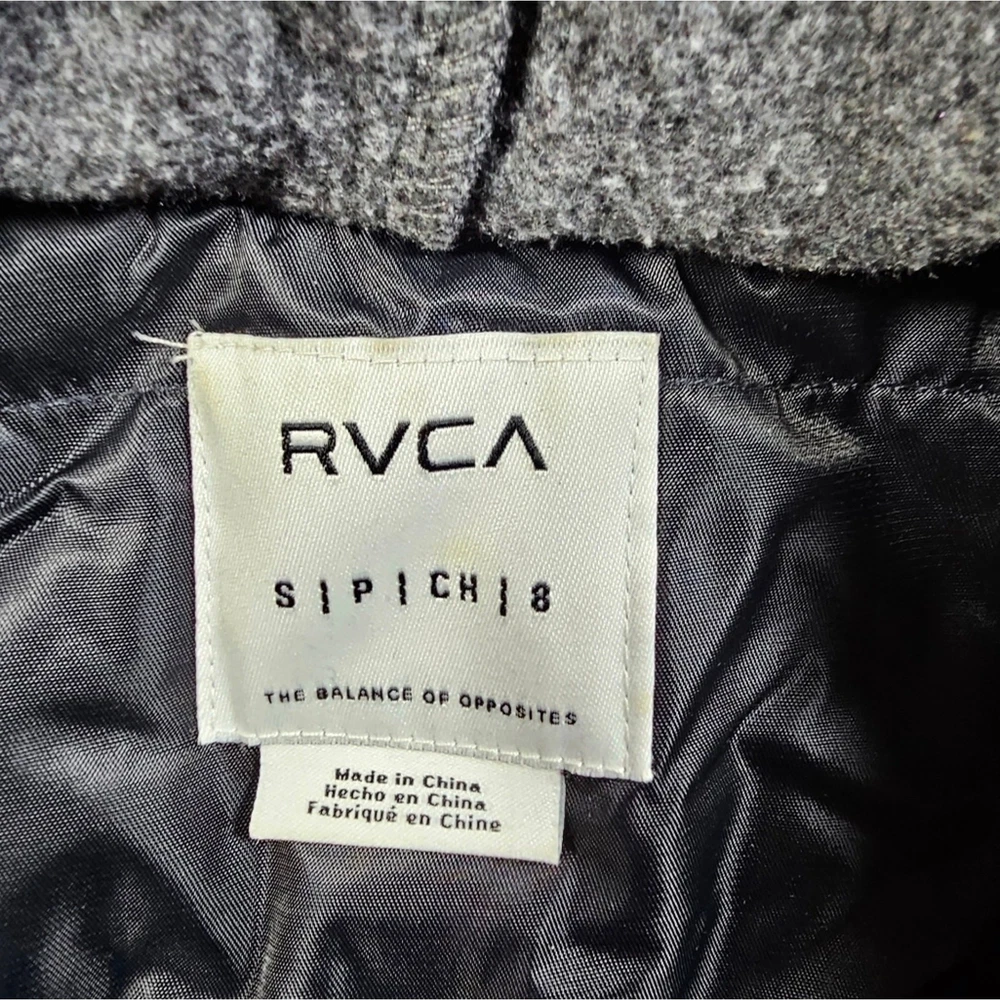 RVCA
S | P | CH | 8
THE BALANCE OF OPPOSITES
Made in China
Hecho en China
Fabriqué en Chine